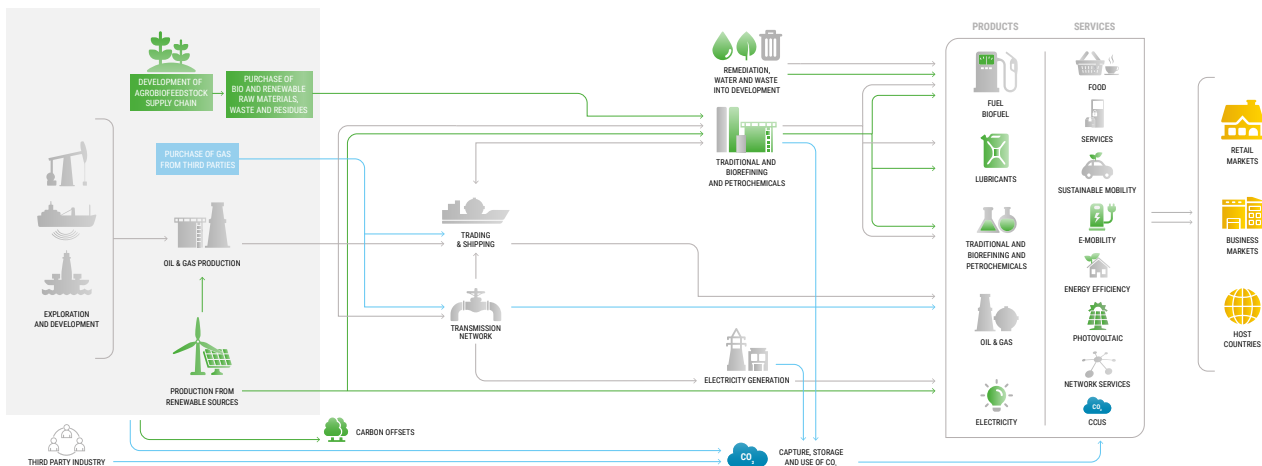 PRODUCTS
SERVICES
DEVELOPMENT OF
AGROBIOFEEDSTOCK
SUPPLY CHAIN
PURCHASE OF
BIO AND RENEWABLE
RAW MATERIALS,
WASTE AND RESIDUES
REMEDIATION,
WATER AND WASTE
INTO DEVELOPMENT
FUEL
BIOFUEL
FOOD
SERVICES
PURCHASE OF GAS
FROM THIRD PARTIES
TRADITIONAL AND
BIOREFINING
AND PETROCHEMICALS
LUBRICANTS
SUSTAINABLE MOBILITY
RETAIL
MARKETS
OIL & GAS PRODUCTION
TRADING
& SHIPPING
TRADITIONAL AND
BIOREFINING AND
PETROCHEMICALS
E-MOBILITY
BUSINESS
MARKETS
EXPLORATION
AND DEVELOPMENT
TRANSMISSION
NETWORK
ENERGY EFFICIENCY
OIL & GAS
PHOTOVOLTAIC
HOST
COUNTRIES
PRODUCTION FROM
RENEWABLE SOURCES
ELECTRICITY GENERATION
NETWORK SERVICES
ELECTRICITY
CO₂
CCUS
CARBON OFFSETS
THIRD PARTY INDUSTRY
CO₂
CAPTURE, STORAGE
AND USE OF CO₂